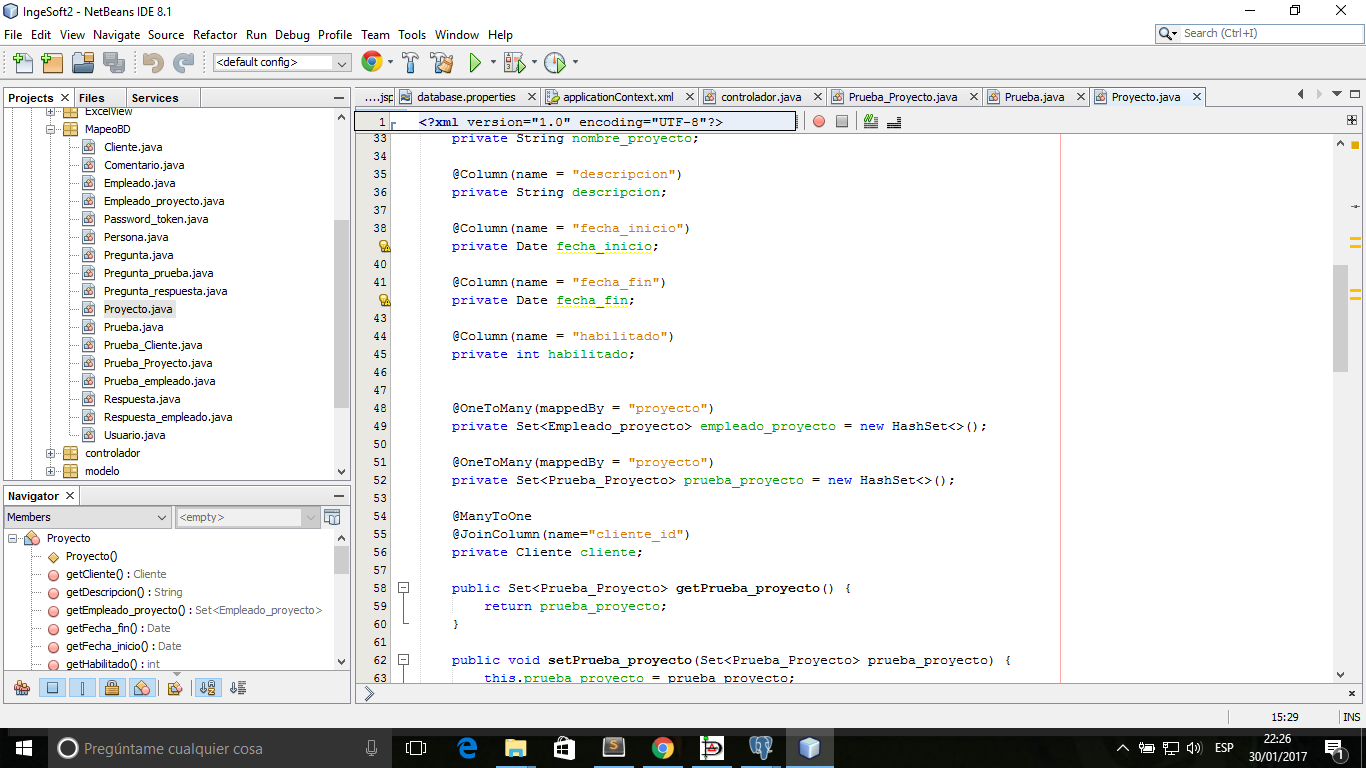 IngeSoft2 - NetBeans IDE 8.1
File Edit View Navigate Source Refactor Run Debug Profile Team Tools Window Help
Search (Ctrl+I)
<default config>
Projects Files Services
ExcelView
MapeoBD
Cliente.java
Comentario.java
Empleado.java
Empleado_proyecto.java
Password_token.java
Persona.java
Pregunta.java
Pregunta_prueba.java
Pregunta_respuesta.java
Proyecto.java
Prueba.java
Prueba_Cliente.java
Prueba_Proyecto.java
Prueba_empleado.java
Respuesta.java
Respuesta_empleado.java
Usuario.java
controlador
modelo
Navigator
Members <empty>
Proyecto
Proyecto()
getCliente() : Cliente
getDescripcion() : String
getEmpleado_proyecto() : Set<Empleado_proyecto>
getFecha_fin() : Date
getFecha_inicio() : Date
getHabilitado() : int
....jsp database.properties applicationContext.xml controlador.java Prueba_Proyecto.java Prueba.java Proyecto.java
1 <?xml version="1.0" encoding="UTF-8"?>
33 private String nombre_proyecto;
34
35 @Column(name = "descripcion")
36 private String descripcion;
37
38 @Column(name = "fecha_inicio")
private Date fecha_inicio;
40
41 @Column(name = "fecha_fin")
private Date fecha_fin;
43
44 @Column(name = "habilitado")
45 private int habilitado;
46
47
48 @OneToMany(mappedBy = "proyecto")
49 private Set<Empleado_proyecto> empleado_proyecto = new HashSet<>();
50
51 @OneToMany(mappedBy = "proyecto")
52 private Set<Prueba_Proyecto> prueba_proyecto = new HashSet<>();
53
54 @ManyToOne
55 @JoinColumn(name="cliente_id")
56 private Cliente cliente;
57
58 public Set<Prueba_Proyecto> getPrueba_proyecto() {
59 return prueba_proyecto;
60 }
61
62 public void setPrueba_proyecto(Set<Prueba_Proyecto> prueba_proyecto) {
63 this.prueba_proyecto = prueba_proyecto;
15:29 INS
Pregúntame cualquier cosa
ESP
22:26
30/01/2017
1